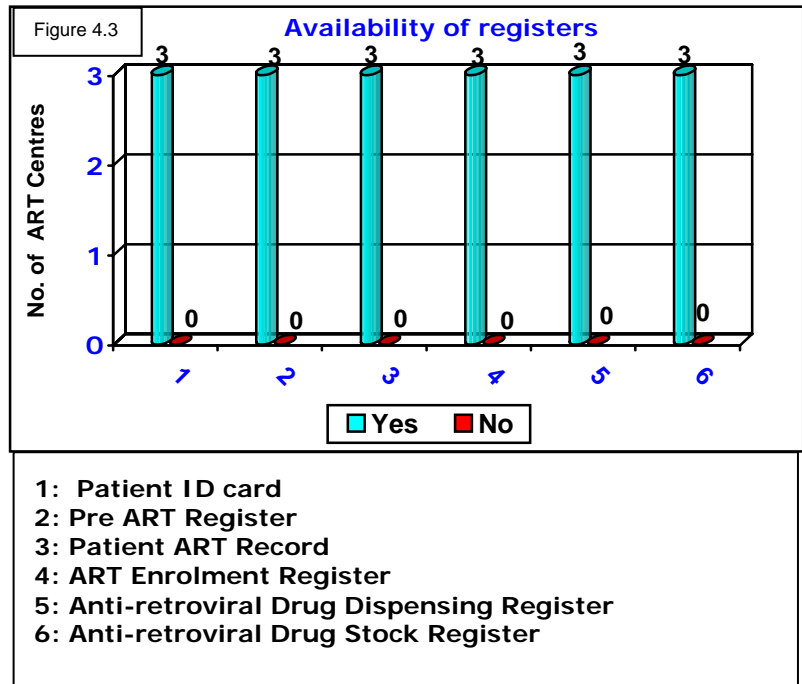 Figure 4.3
Availability of registers
3 3 3 3 3 3
3
2
1
0
No. of ART Centres
0 0 0 0 0 0
1 2 3 4 5 6
Yes No
1: Patient ID card
2: Pre ART Register
3: Patient ART Record
4: ART Enrolment Register
5: Anti-retroviral Drug Dispensing Register
6: Anti-retroviral Drug Stock Register